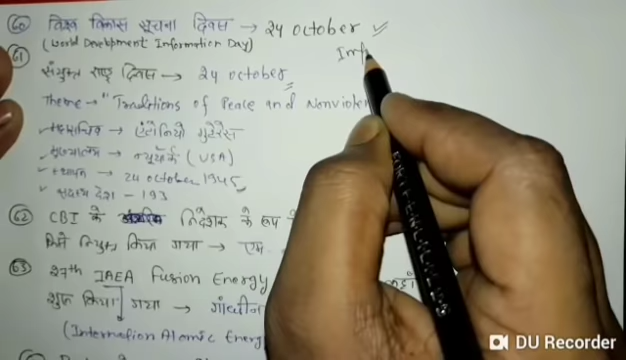 60 विश्व विकास सूचना दिवस → 24 October
(World Development Information Day)
Inf
61 संयुक्त राष्ट्र दिवस → 24 October
Theme → "Traditions of Peace and Nonviolen
महासचिव → एंटोनियो गुटेरेस
मुख्यालय → न्यूयॉर्क (USA)
स्थापना → 24 October 1945
सदस्य देश - 193
62 CBI के निदेशक के रूप
किसे नियुक्त किया गया → एम.
63 27th IAEA Fusion Energy कहाँ
शुरू किया गया → गांधीन
(Internation Atomic Energ
DU Recorder